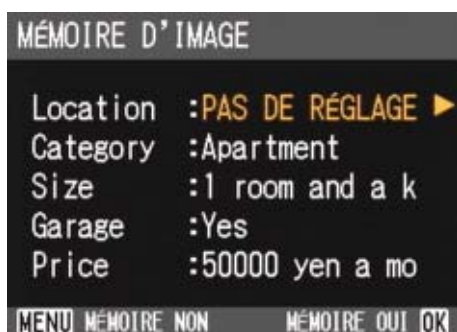 MÉMOIRE D'IMAGE
Location :PAS DE RÉGLAGE
Category :Apartment
Size :1 room and a k
Garage :Yes
Price :50000 yen a mo
MENU MÉMOIRE NON MÉMOIRE OUI OK